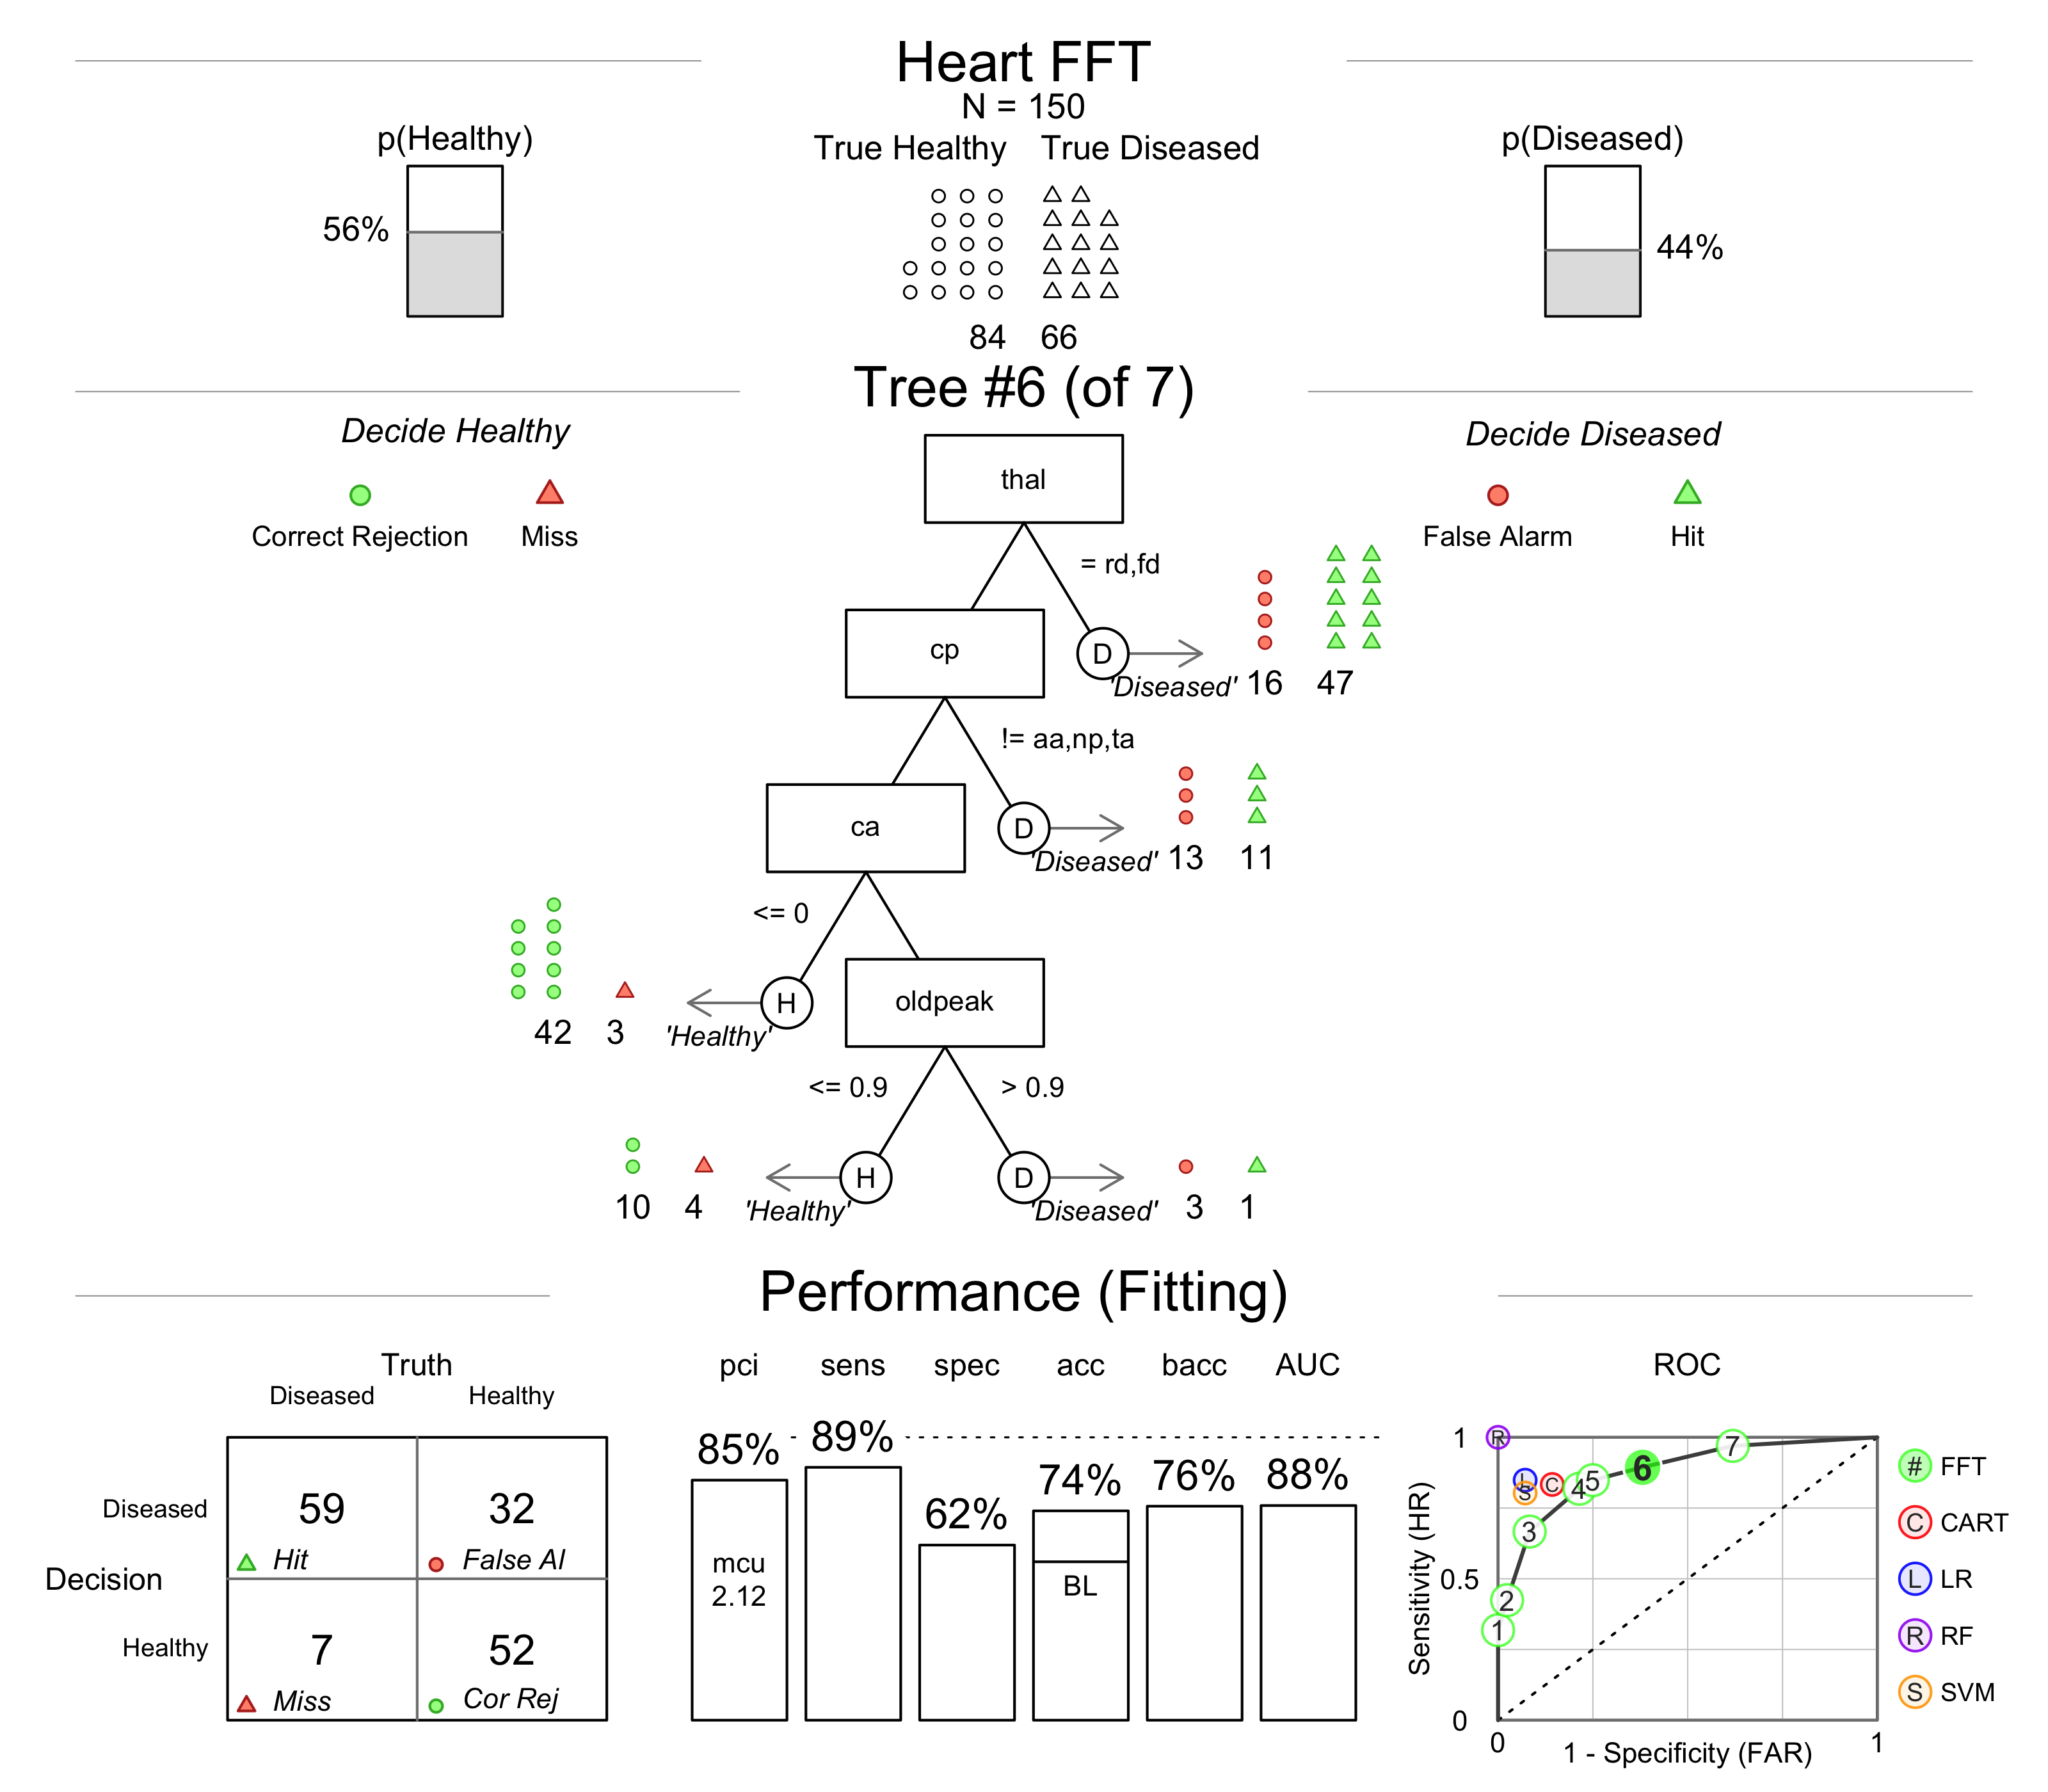 Heart FFT
N = 150
True Healthy True Diseased
p(Healthy)
56%
p(Diseased)
44%
84 66
Tree #6 (of 7)
Decide Healthy
Correct Rejection Miss
Decide Diseased
False Alarm Hit
thal
= rd,fd
D
'Diseased' 16 47
cp
!= aa,np,ta
D
'Diseased' 13 11
ca
<= 0
H
42 3 'Healthy'
oldpeak
<= 0.9 > 0.9
H D
10 4 'Healthy' 'Diseased' 3 1
Performance (Fitting)
Truth
Diseased Healthy
Decision
Diseased 59 32
Hit False Al
Healthy 7 52
Miss Cor Rej
pci sens spec acc bacc AUC
85% 89% 62% 74% 76% 88%
mcu
2.12
BL
ROC
1
0.5
0
Sensitivity (HR)
R
L
S
C
1
2
3
4
5
6
7
0 1
1 - Specificity (FAR)
# FFT
C CART
L LR
R RF
S SVM